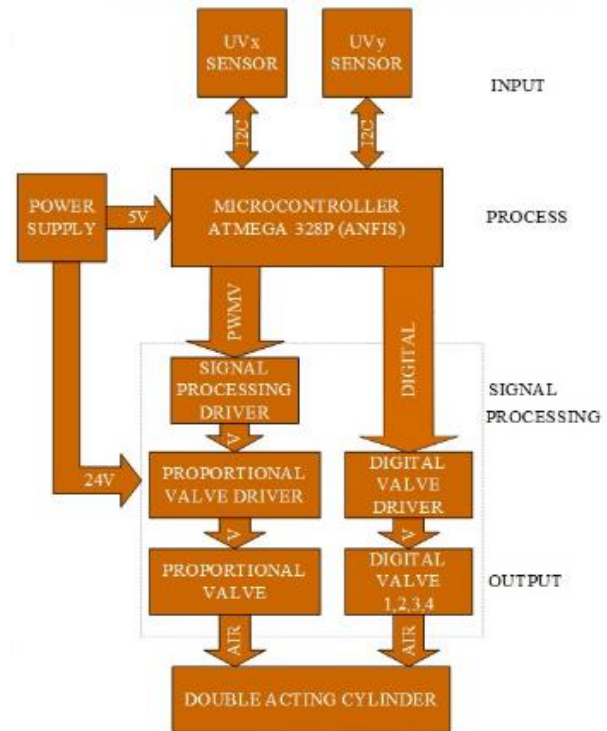 UVx
SENSOR
UVy
SENSOR
INPUT
I2C
I2C
POWER
SUPPLY
5V
MICROCONTROLLER
ATMEGA 328P (ANFIS)
PROCESS
PWMV
DIGITAL
SIGNAL
PROCESSING
DRIVER
SIGNAL
PROCESSING
V
24V
PROPORTIONAL
VALVE DRIVER
DIGITAL
VALVE
DRIVER
V
V
PROPORTIONAL
VALVE
DIGITAL
VALVE
1,2,3,4
OUTPUT
AIR
AIR
DOUBLE ACTING CYLINDER